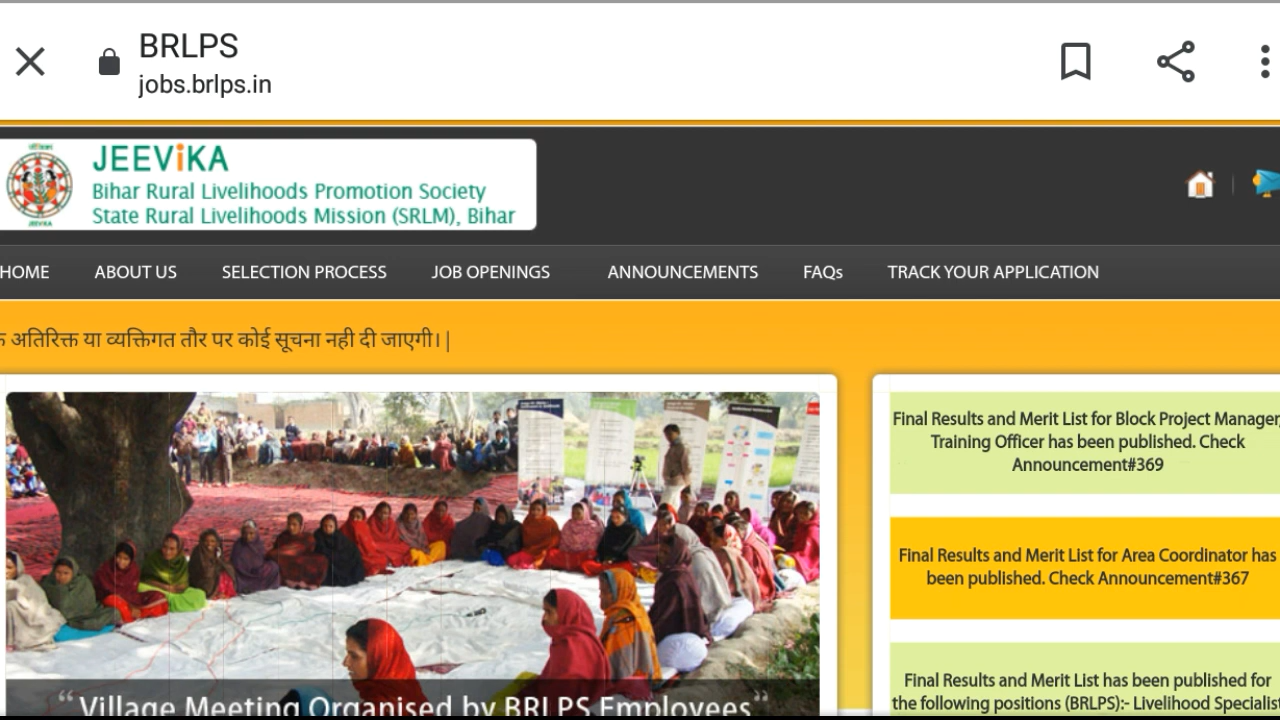 BRLPS
jobs.brlps.in
JEEViKA
Bihar Rural Livelihoods Promotion Society
State Rural Livelihoods Mission (SRLM), Bihar
HOME ABOUT US SELECTION PROCESS JOB OPENINGS ANNOUNCEMENTS FAQs TRACK YOUR APPLICATION
अतिरिक्त या व्यक्तिगत तौर पर कोई सूचना नही दी जाएगी। |
Final Results and Merit List for Block Project Manager,
Training Officer has been published. Check
Announcement#369
Final Results and Merit List for Area Coordinator has
been published. Check Announcement#367
Final Results and Merit List has been published for
the following positions (BRLPS):- Livelihood Specialis
“ Village Meeting Organised by BRLPS Employees ”